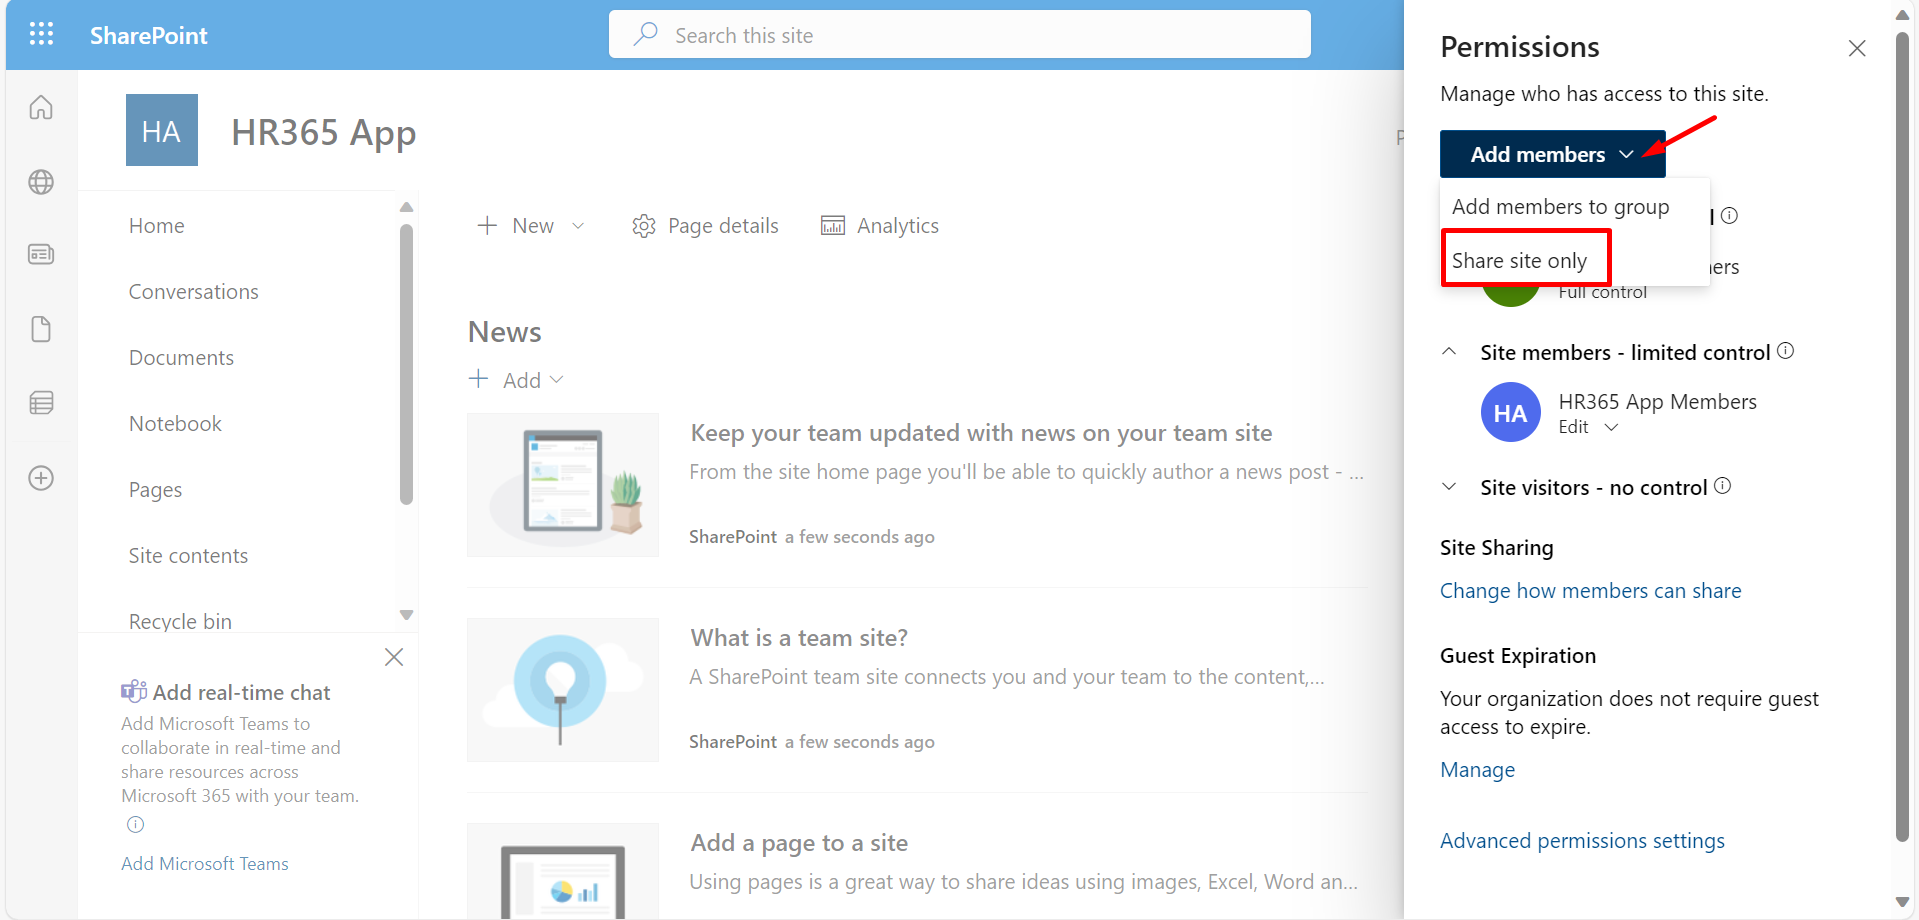 SharePoint
Search this site
HA
HR365 App
Home
Conversations
Documents
Notebook
Pages
Site contents
Recycle bin
Add real-time chat
Add Microsoft Teams to
collaborate in real-time and
share resources across
Microsoft 365 with your team.
Add Microsoft Teams
New
Page details
Analytics
News
Add
Keep your team updated with news on your team site
From the site home page you'll be able to quickly author a news post - ...
SharePoint a few seconds ago
What is a team site?
A SharePoint team site connects you and your team to the content,...
SharePoint a few seconds ago
Add a page to a site
Using pages is a great way to share ideas using images, Excel, Word an...
Permissions
Manage who has access to this site.
Add members
Add members to group
Share site only
Full control
Site members - limited control
HA
HR365 App Members
Edit
Site visitors - no control
Site Sharing
Change how members can share
Guest Expiration
Your organization does not require guest
access to expire.
Manage
Advanced permissions settings